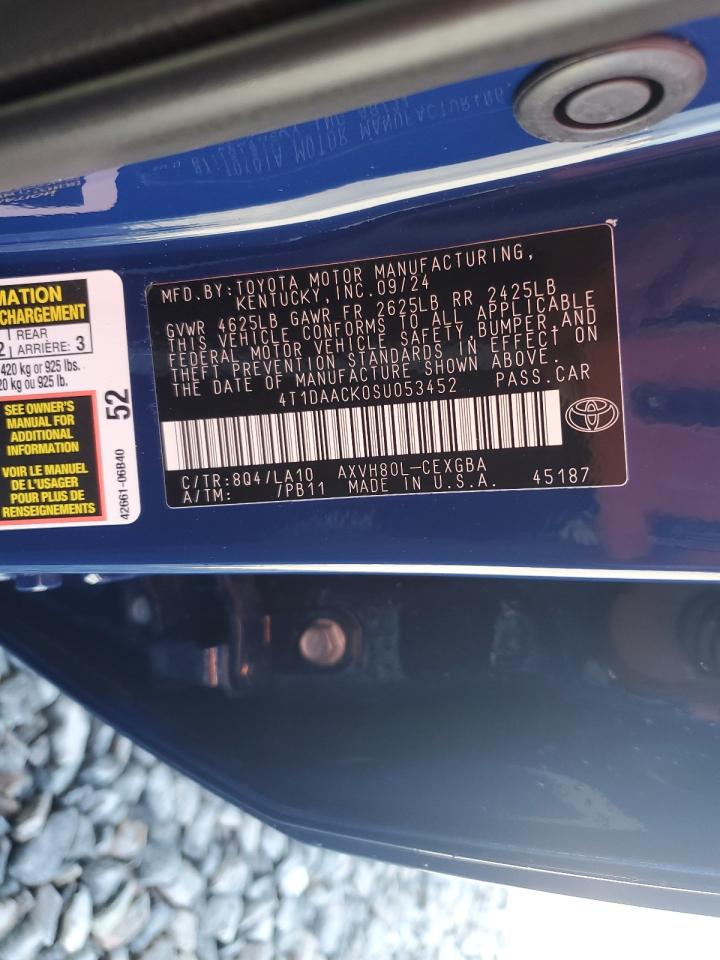 TOYOTA MOTOR MANUFACTURING
MATION
CHARGEMENT
2 REAR
ARRIÈRE: 3
420 kg or 925 lbs.
20 kg ou 925 lb.
SEE OWNER'S
MANUAL FOR
ADDITIONAL
INFORMATION
VOIR LE MANUEL
DE L'USAGER
POUR PLUS DE
RENSEIGNEMENTS
52
42661-06B40
MFD.BY:TOYOTA MOTOR MANUFACTURING,
KENTUCKY,INC.09/24
GVWR 4625LB GAWR FR 2625LB RR 2425LB
THIS VEHICLE CONFORMS TO ALL APPLICABLE
FEDERAL MOTOR VEHICLE SAFETY,BUMPER,AND
THEFT PREVENTION STANDARDS IN EFFECT ON
THE DATE OF MANUFACTURE SHOWN ABOVE.
4T1DAACK0SU053452 PASS.CAR
C/TR:8Q4/LA10 AXVH80L-CEXGBA
A/TM: /PB11 MADE IN U.S.A. 45187